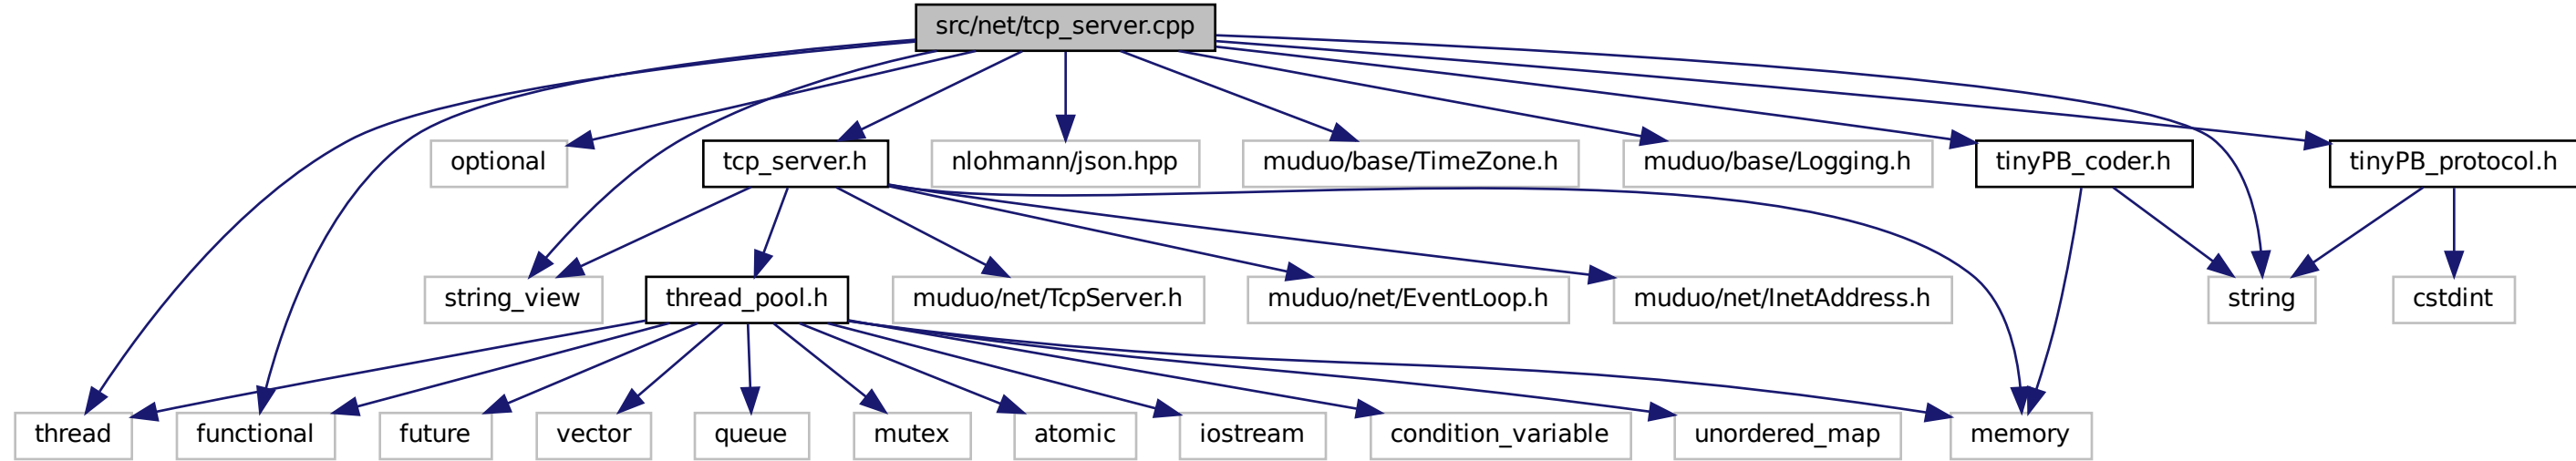 src/net/tcp_server.cpp
optional
tcp_server.h
nlohmann/json.hpp
muduo/base/TimeZone.h
muduo/base/Logging.h
tinyPB_coder.h
tinyPB_protocol.h
string_view
thread_pool.h
muduo/net/TcpServer.h
muduo/net/EventLoop.h
muduo/net/InetAddress.h
string
cstdint
thread
functional
future
vector
queue
mutex
atomic
iostream
condition_variable
unordered_map
memory